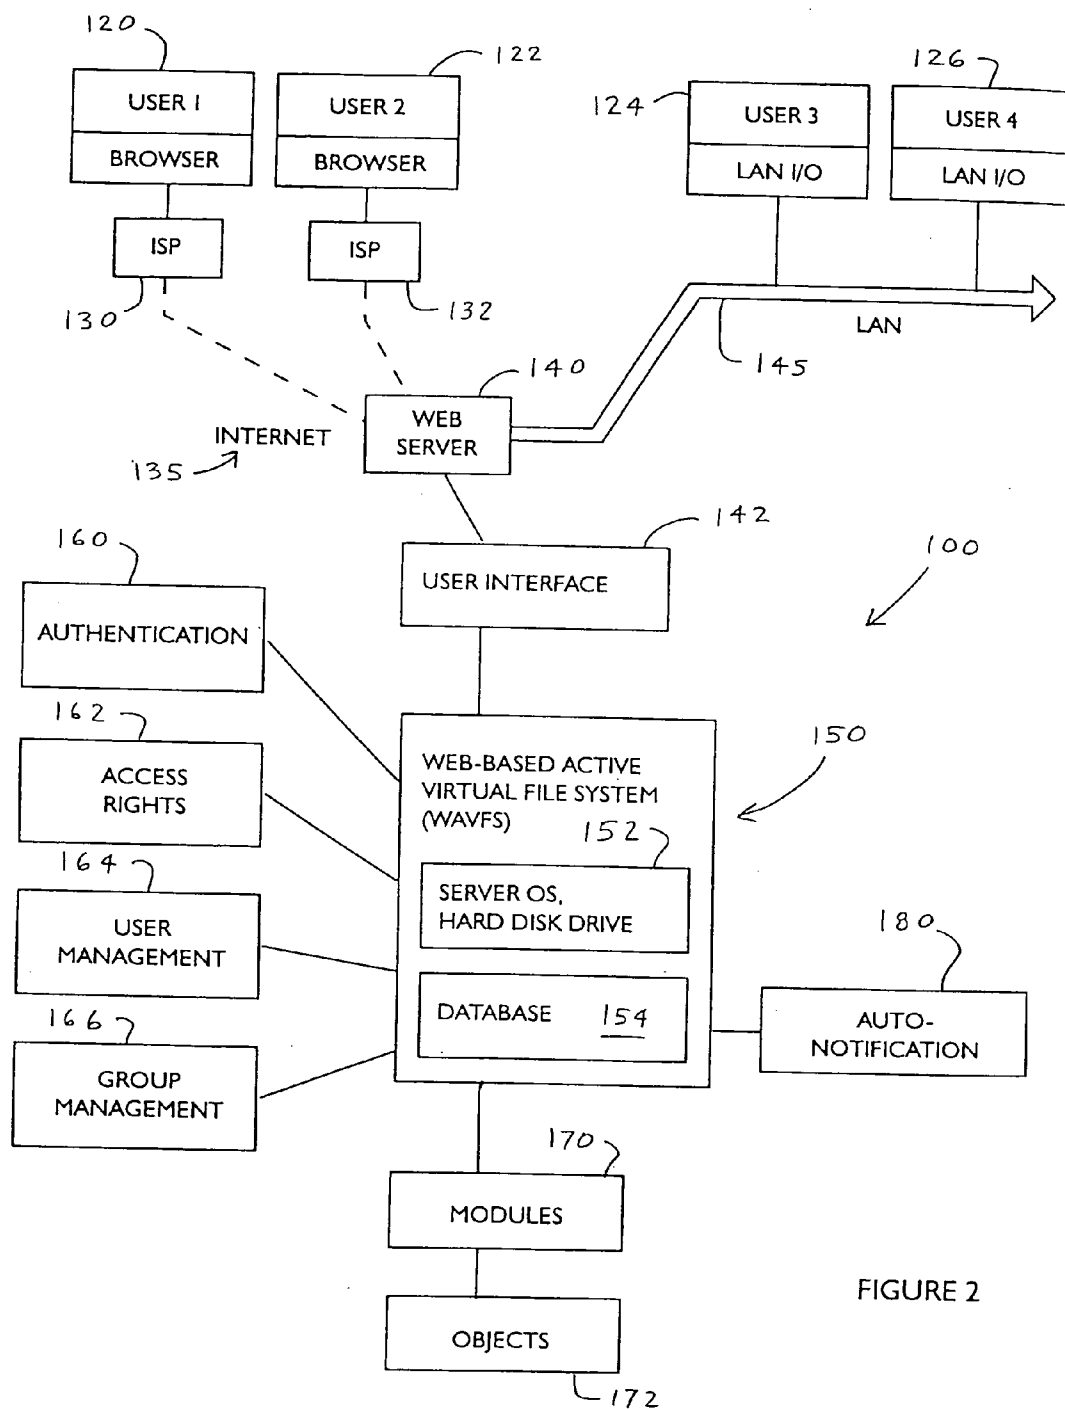 120
122
124
126
USER 1
BROWSER
USER 2
BROWSER
USER 3
LAN I/O
USER 4
LAN I/O
ISP
ISP
130
132
LAN
145
140
WEB
SERVER
INTERNET
135
142
USER INTERFACE
100
160
AUTHENTICATION
162
ACCESS
RIGHTS
164
USER
MANAGEMENT
166
GROUP
MANAGEMENT
150
WEB-BASED ACTIVE
VIRTUAL FILE SYSTEM
(WAVFS)
152
SERVER OS,
HARD DISK DRIVE
DATABASE 154
180
AUTO-
NOTIFICATION
170
MODULES
OBJECTS
172
FIGURE 2